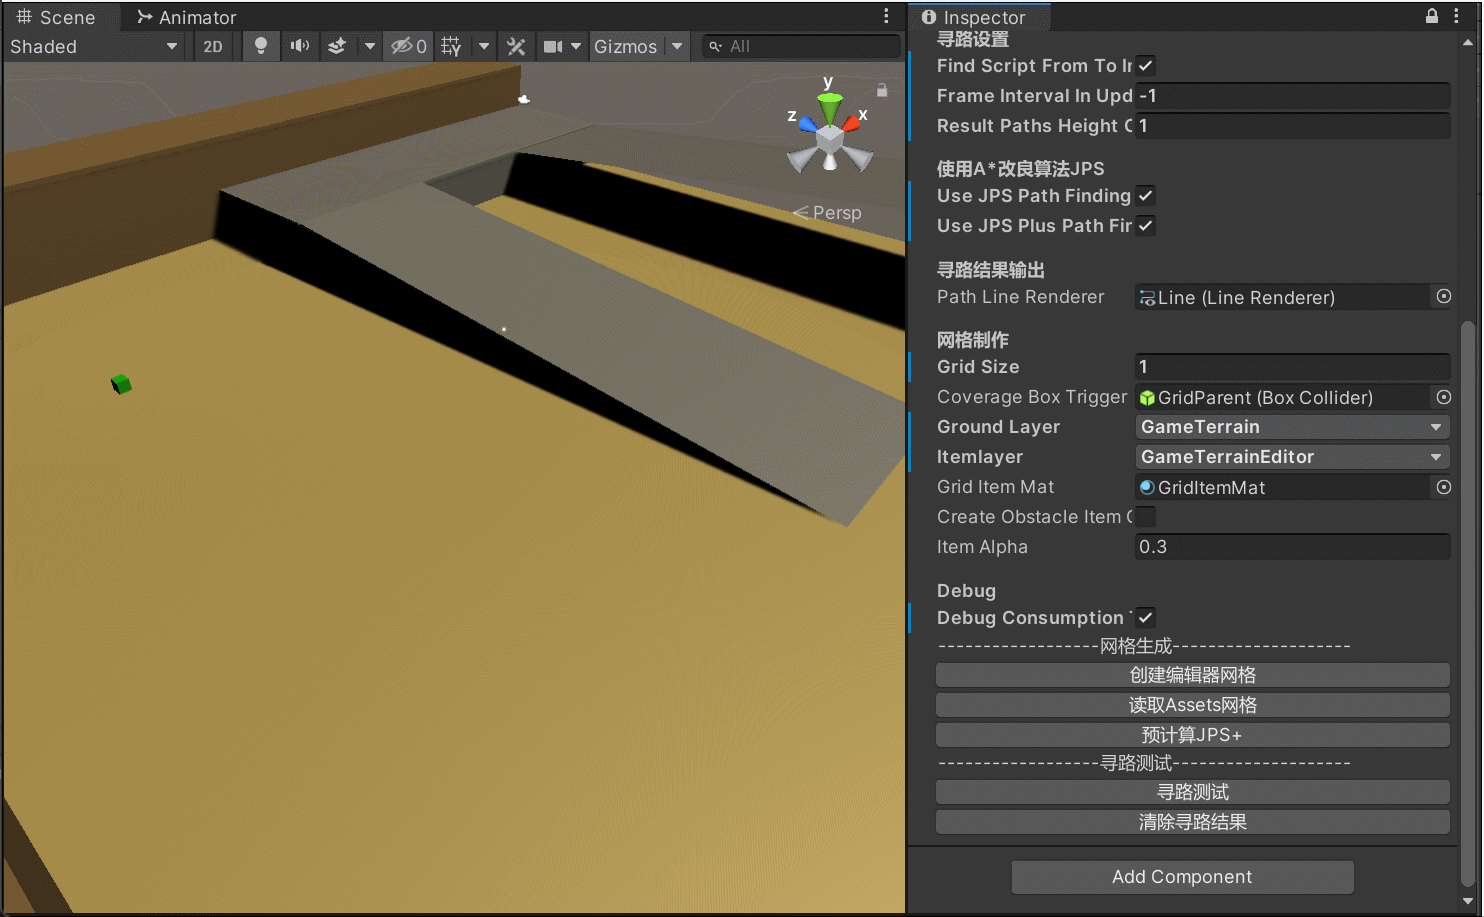 Scene
Animator
Shaded
2D
0
Gizmos
All
y
z
x
Persp
Inspector
寻路设置
Find Script From To Ir
Frame Interval In Upd
-1
Result Paths Height C
1
使用A*改良算法JPS
Use JPS Path Finding
Use JPS Plus Path Fir
寻路结果输出
Path Line Renderer
Line (Line Renderer)
网格制作
Grid Size
1
Coverage Box Trigger
GridParent (Box Collider)
Ground Layer
GameTerrain
Itemlayer
GameTerrainEditor
Grid Item Mat
GridItemMat
Create Obstacle Item C
Item Alpha
0.3
Debug
Debug Consumption
------------------网格生成--------------------
创建编辑器网格
读取Assets网格
预计算JPS+
------------------寻路测试--------------------
寻路测试
清除寻路结果
Add Component